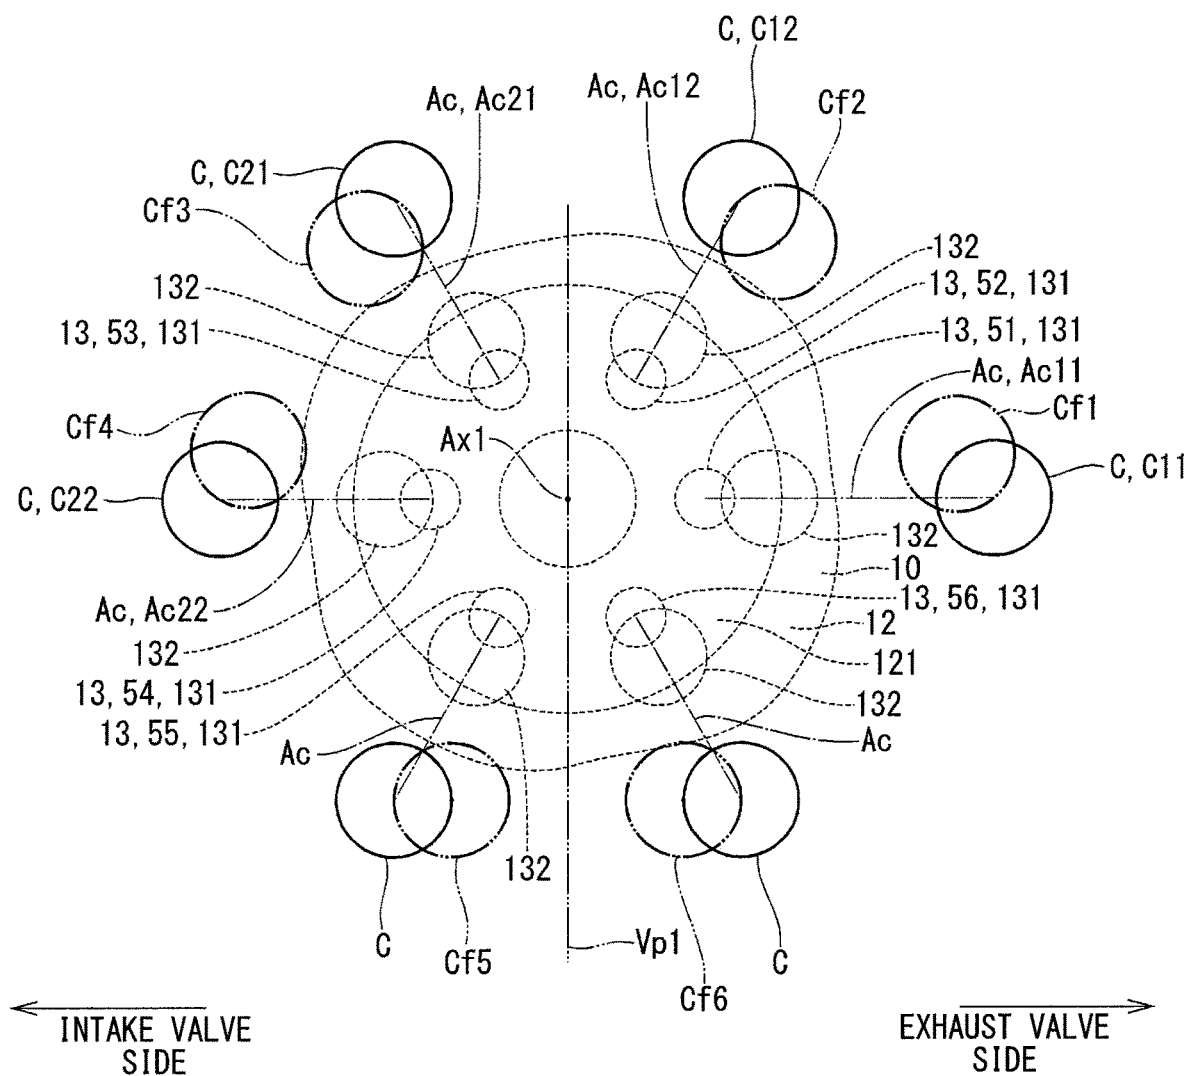 C, C12
Ac, Ac21
Ac, Ac12
Cf2
C, C21
Cf3
132
132
13, 52, 131
13, 53, 131
13, 51, 131
Ac, Ac11
Cf4
Cf1
Ax1
C, C22
C, C11
132
10
Ac, Ac22
13, 56, 131
12
132
121
13, 54, 131
132
13, 55, 131
Ac
Ac
132
C
Cf5
Vp1
C
Cf6
INTAKE VALVE
SIDE
EXHAUST VALVE
SIDE